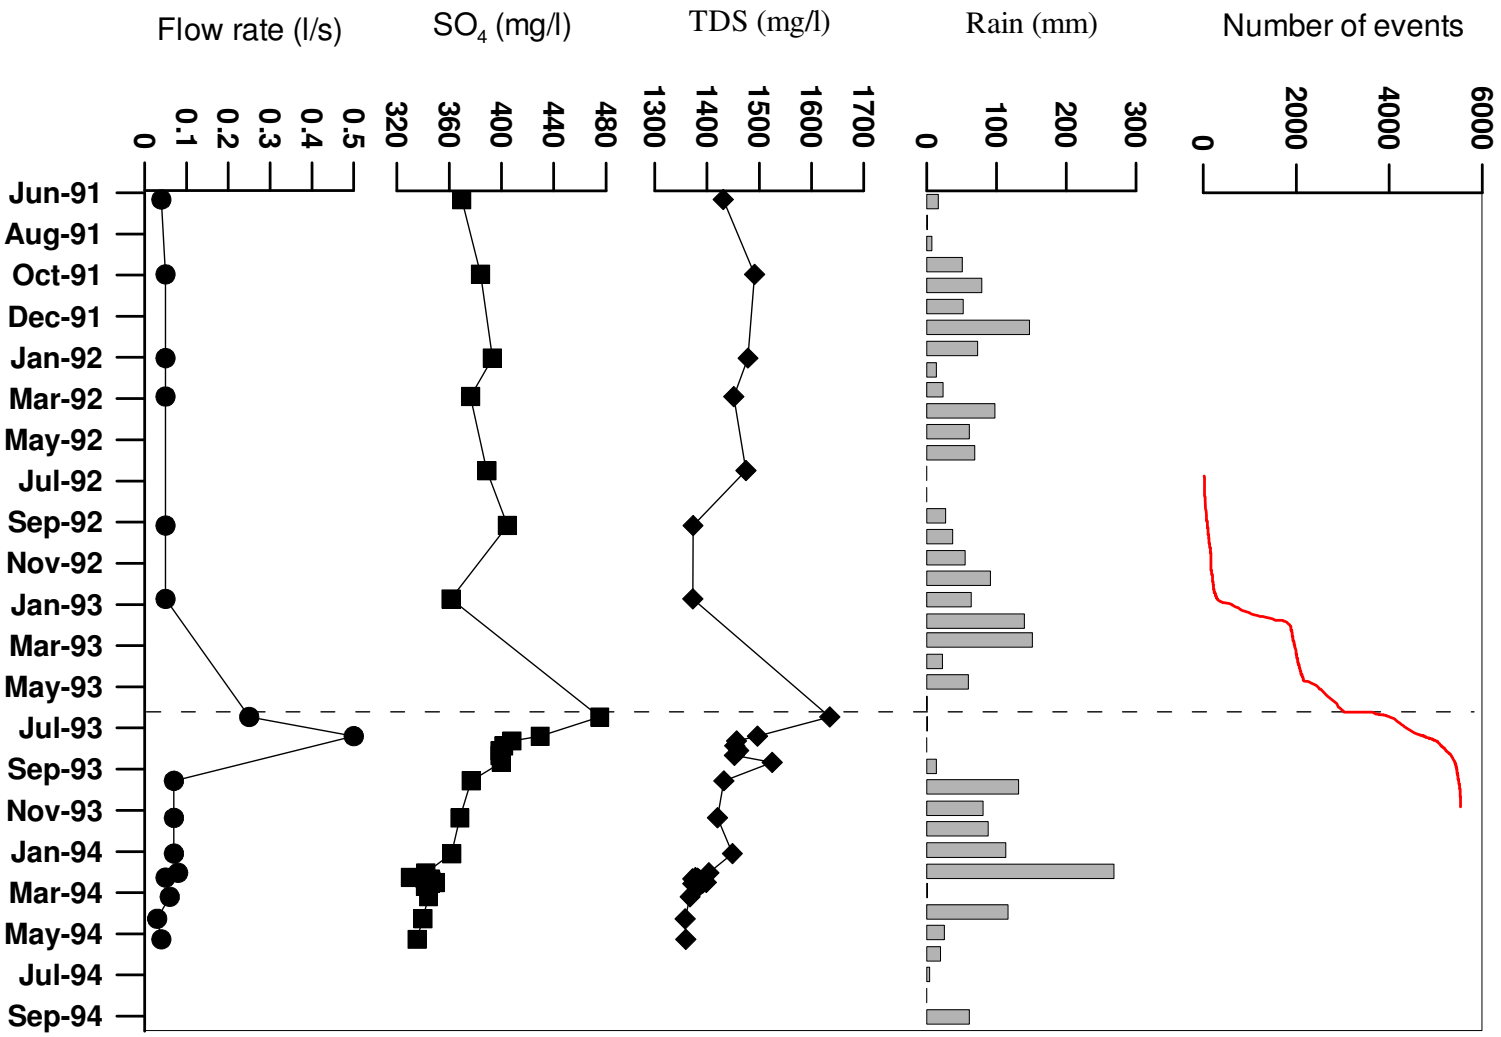 Flow rate (l/s) SO4 (mg/l) TDS (mg/l) Rain (mm) Number of events
0 0.1 0.2 0.3 0.4 0.5 320 360 400 440 480 1300 1400 1500 1600 1700 0 100 200 300 0 2000 4000 6000
Jun-91
Aug-91
Oct-91
Dec-91
Jan-92
Mar-92
May-92
Jul-92
Sep-92
Nov-92
Jan-93
Mar-93
May-93
Jul-93
Sep-93
Nov-93
Jan-94
Mar-94
May-94
Jul-94
Sep-94